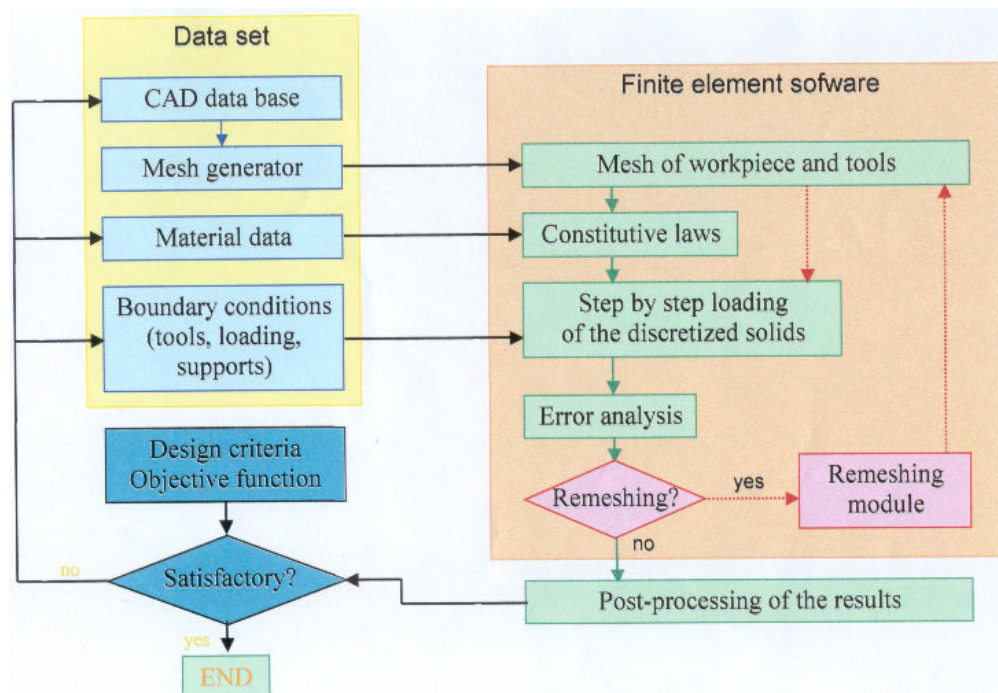 Data set
CAD data base
Mesh generator
Material data
Boundary conditions
(tools, loading,
supports)
Design criteria
Objective function
Satisfactory?
no
yes
END
Finite element sofware
Mesh of workpiece and tools
Constitutive laws
Step by step loading
of the discretized solids
Error analysis
Remeshing?
yes
Remeshing
module
no
Post-processing of the results